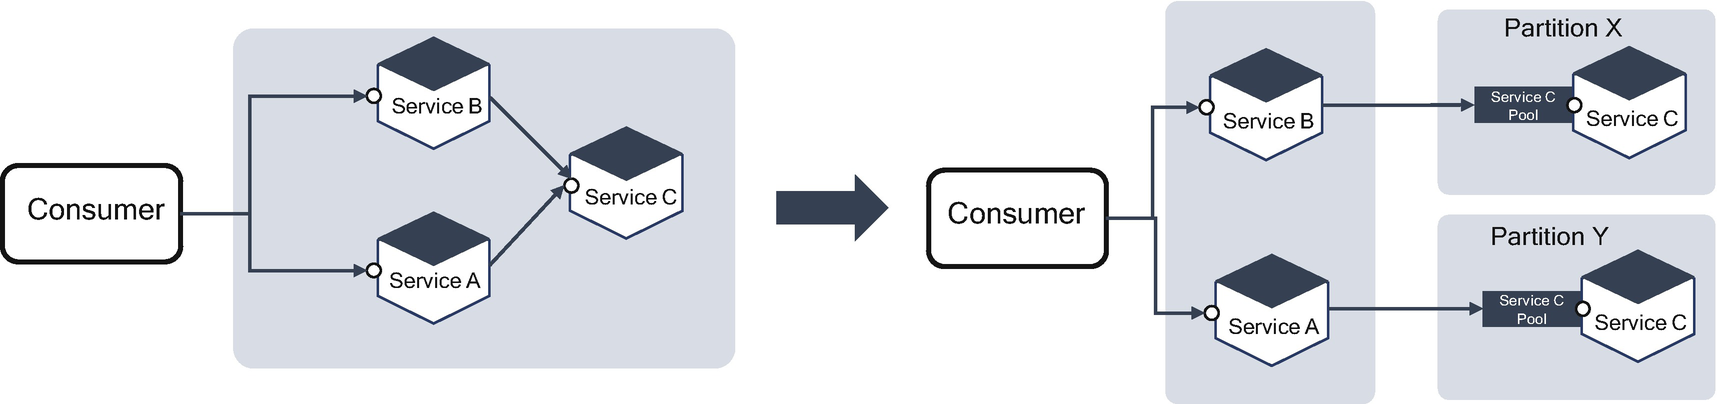 Consumer
Service B
Service A
Service C
Consumer
Service B
Service A
Partition X
Service C
Pool
Service C
Partition Y
Service C
Pool
Service C